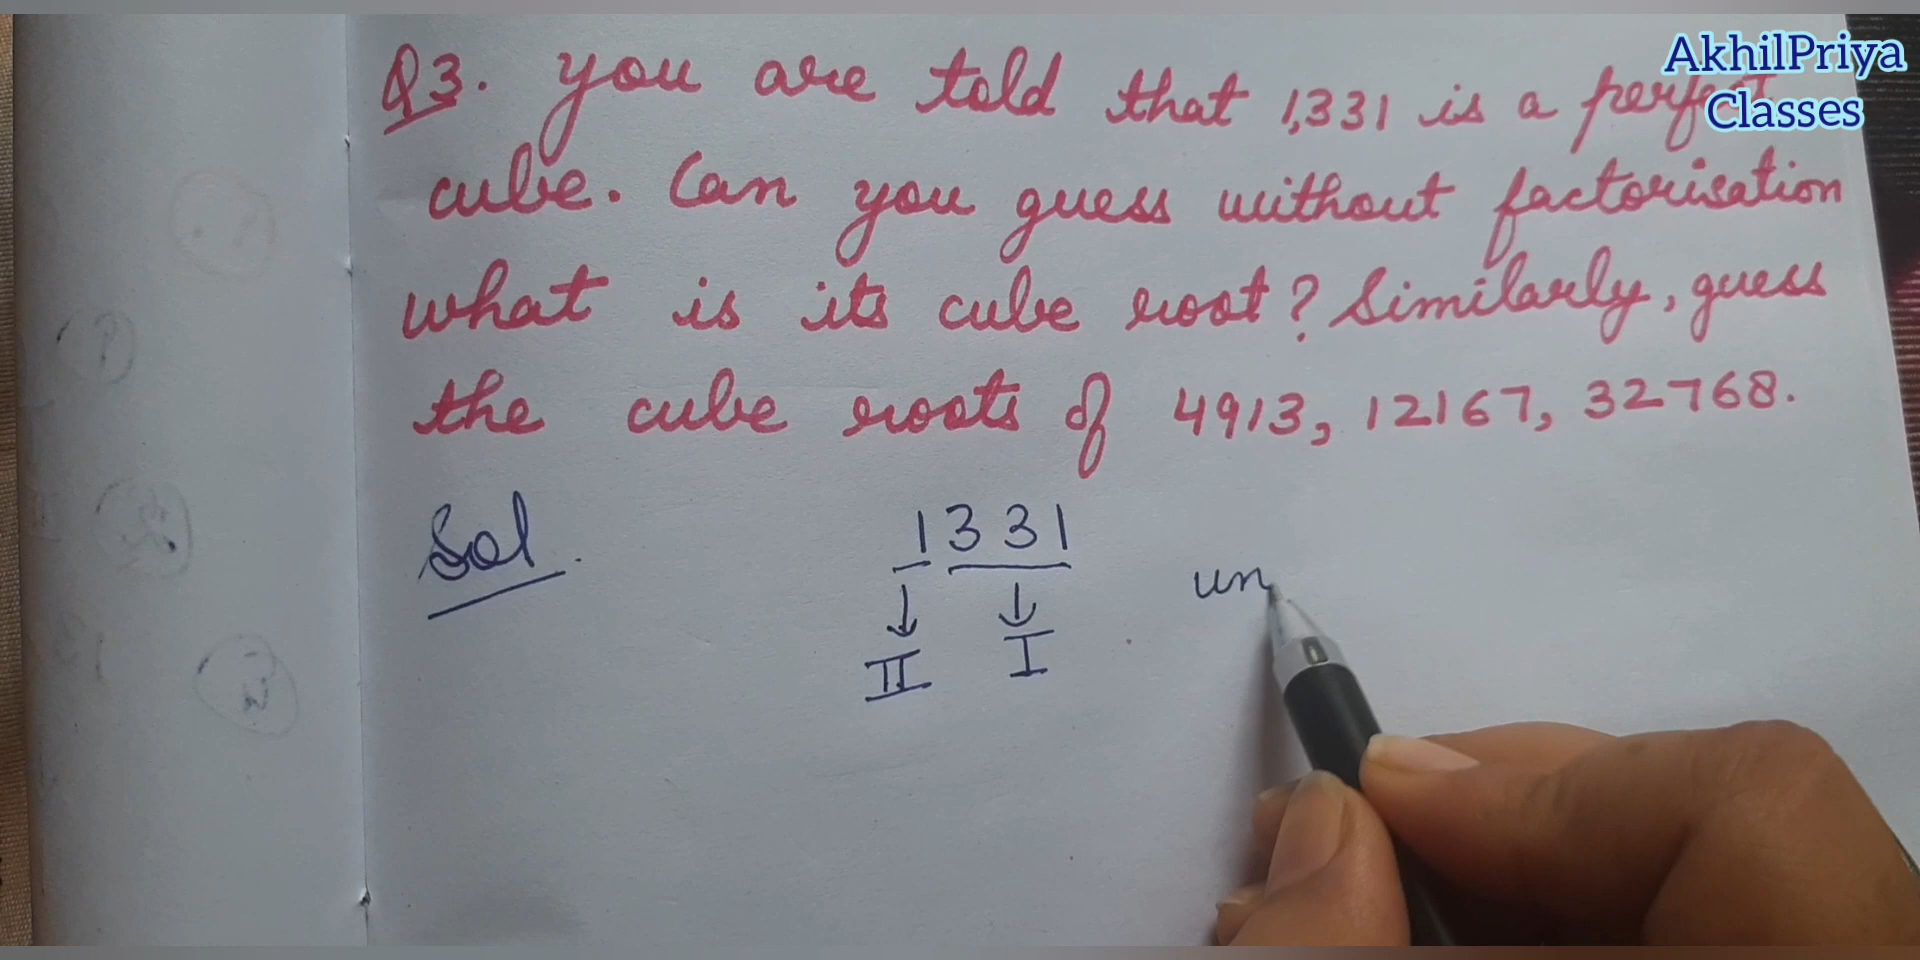 AkhilPriya
Classes
Q3. You are told that 1,331 is a perfect
cube. Can you guess without factorisation
what is its cube root? Similarly, guess
the cube roots of 4913, 12167, 32768.
Sol.
1331
↓ ↓
II I
un